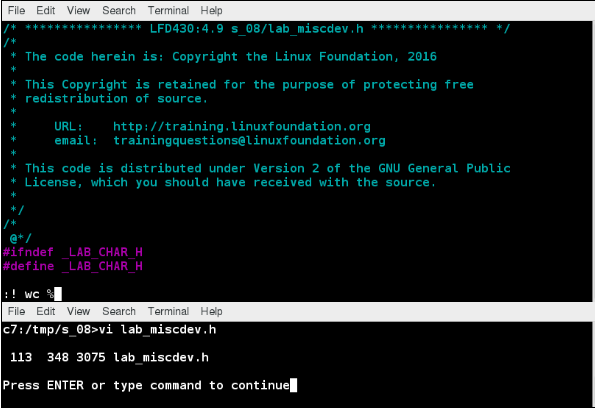 File Edit View Search Terminal Help
/* *************** LFD430:4.9 s_08/lab_miscdev.h *************** */
/*
 * The code herein is: Copyright the Linux Foundation, 2016
 *
 * This Copyright is retained for the purpose of protecting free
 * redistribution of source.
 *
 *     URL:    http://training.linuxfoundation.org
 *     email:  trainingquestions@linuxfoundation.org
 *
 * This code is distributed under Version 2 of the GNU General Public
 * License, which you should have received with the source.
 *
 */
/*
 @*/
#ifndef _LAB_CHAR_H
#define _LAB_CHAR_H
:! wc %
File Edit View Search Terminal Help
c7:/tmp/s_08>vi lab_miscdev.h
 113  348 3075 lab_miscdev.h
Press ENTER or type command to continue